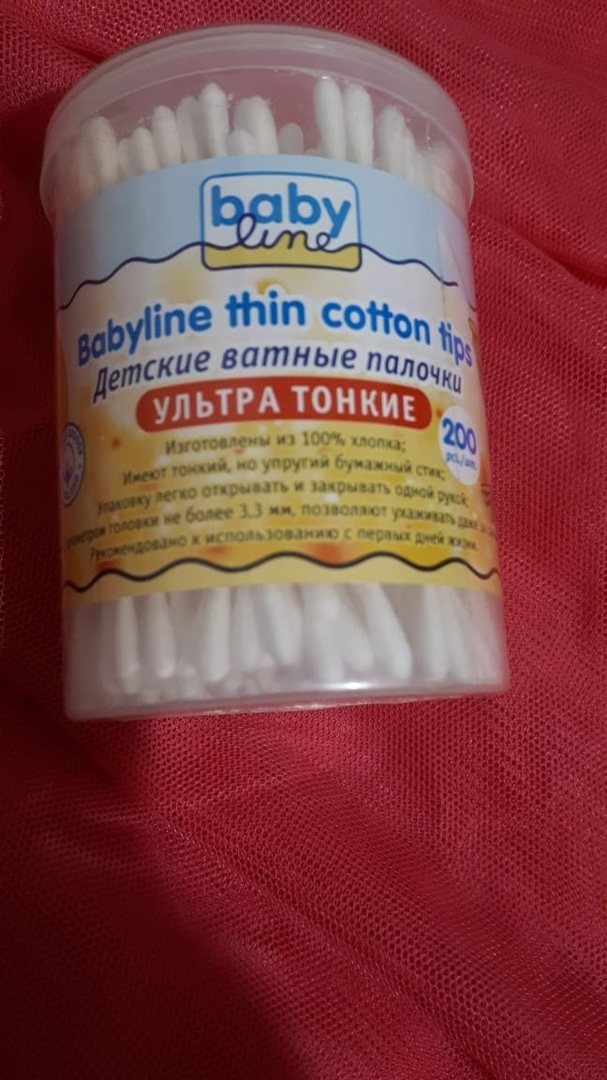 baby
line
Babyline thin cotton tips
Детские ватные палочки
УЛЬТРА ТОНКИЕ
200
pcs./шт.
Изготовлены из 100% хлопка;
Имеют тонкий, но упругий бумажный стик;
Упаковку легко открывать и закрывать одной рукой;
головки не более 3,3 мм, позволяют ухаживать даже за
Рекомендовано к использованию с первых дней жизни.